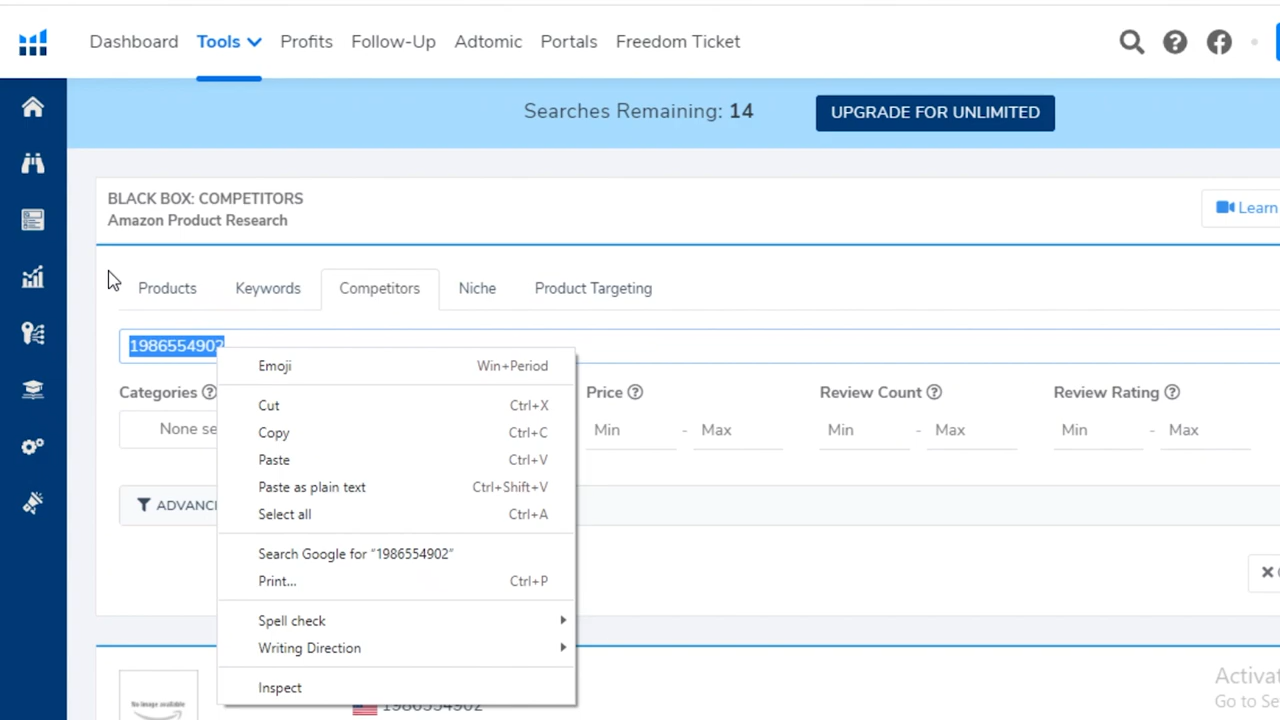 Dashboard Tools Profits Follow-Up Adtomic Portals Freedom Ticket
Searches Remaining: 14 UPGRADE FOR UNLIMITED
BLACK BOX: COMPETITORS
Amazon Product Research
Learn
Products Keywords Competitors Niche Product Targeting
1986554902
Emoji Win+Period
Categories Price Review Count Review Rating
Cut Ctrl+X
None se Min - Max Min - Max Min - Max
Copy Ctrl+C
Paste Ctrl+V
Paste as plain text Ctrl+Shift+V
ADVANC
Select all Ctrl+A
Search Google for “1986554902”
Print... Ctrl+P
Spell check
Writing Direction
Inspect
No image available
1986554902
Activat
Go to Se